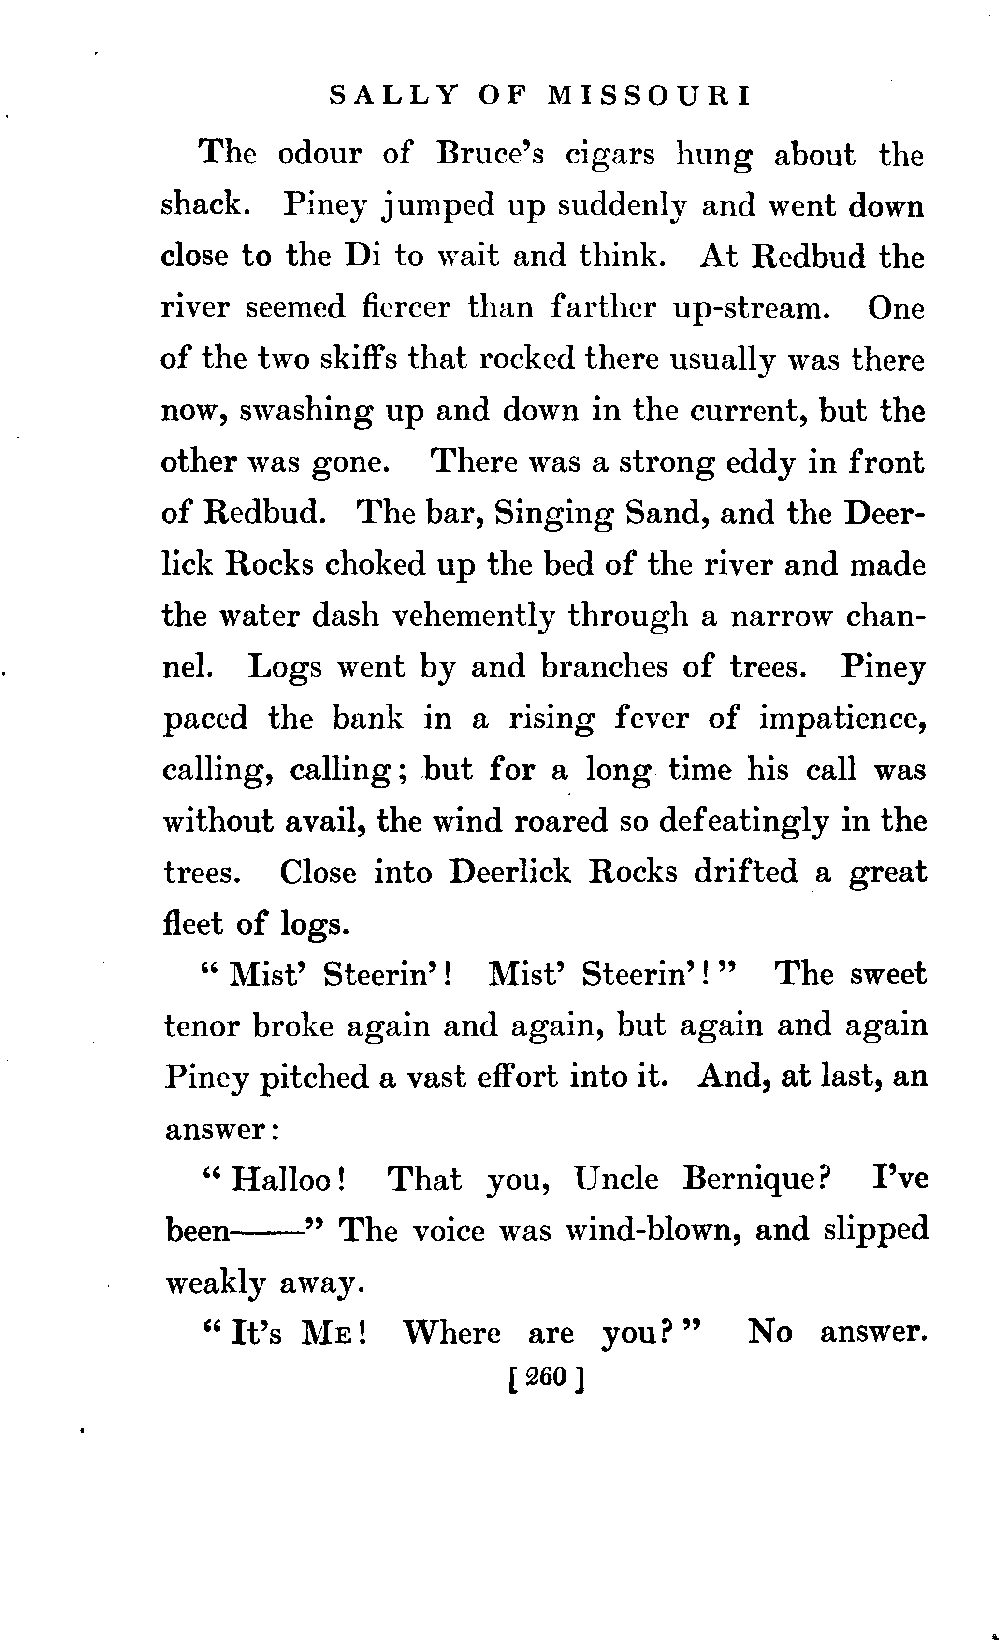 SALLY OF MISSOURI
The odour of Bruce's cigars hung about the
shack. Piney jumped up suddenly and went down
close to the Di to wait and think. At Redbud the
river seemed fiercer than farther up-stream. One
of the two skiffs that rocked there usually was there
now, swashing up and down in the current, but the
other was gone. There was a strong eddy in front
of Redbud. The bar, Singing Sand, and the Deer-
lick Rocks choked up the bed of the river and made
the water dash vehemently through a narrow chan-
nel. Logs went by and branches of trees. Piney
paced the bank in a rising fever of impatience,
calling, calling; but for a long time his call was
without avail, the wind roared so defeatingly in the
trees. Close into Deerlick Rocks drifted a great
fleet of logs.
“ Mist’ Steerin’! Mist’ Steerin’! ” The sweet
tenor broke again and again, but again and again
Piney pitched a vast effort into it. And, at last, an
answer:
“ Halloo! That you, Uncle Bernique? I’ve
been——” The voice was wind-blown, and slipped
weakly away.
“ It’s ME! Where are you? ” No answer.
[ 260 ]